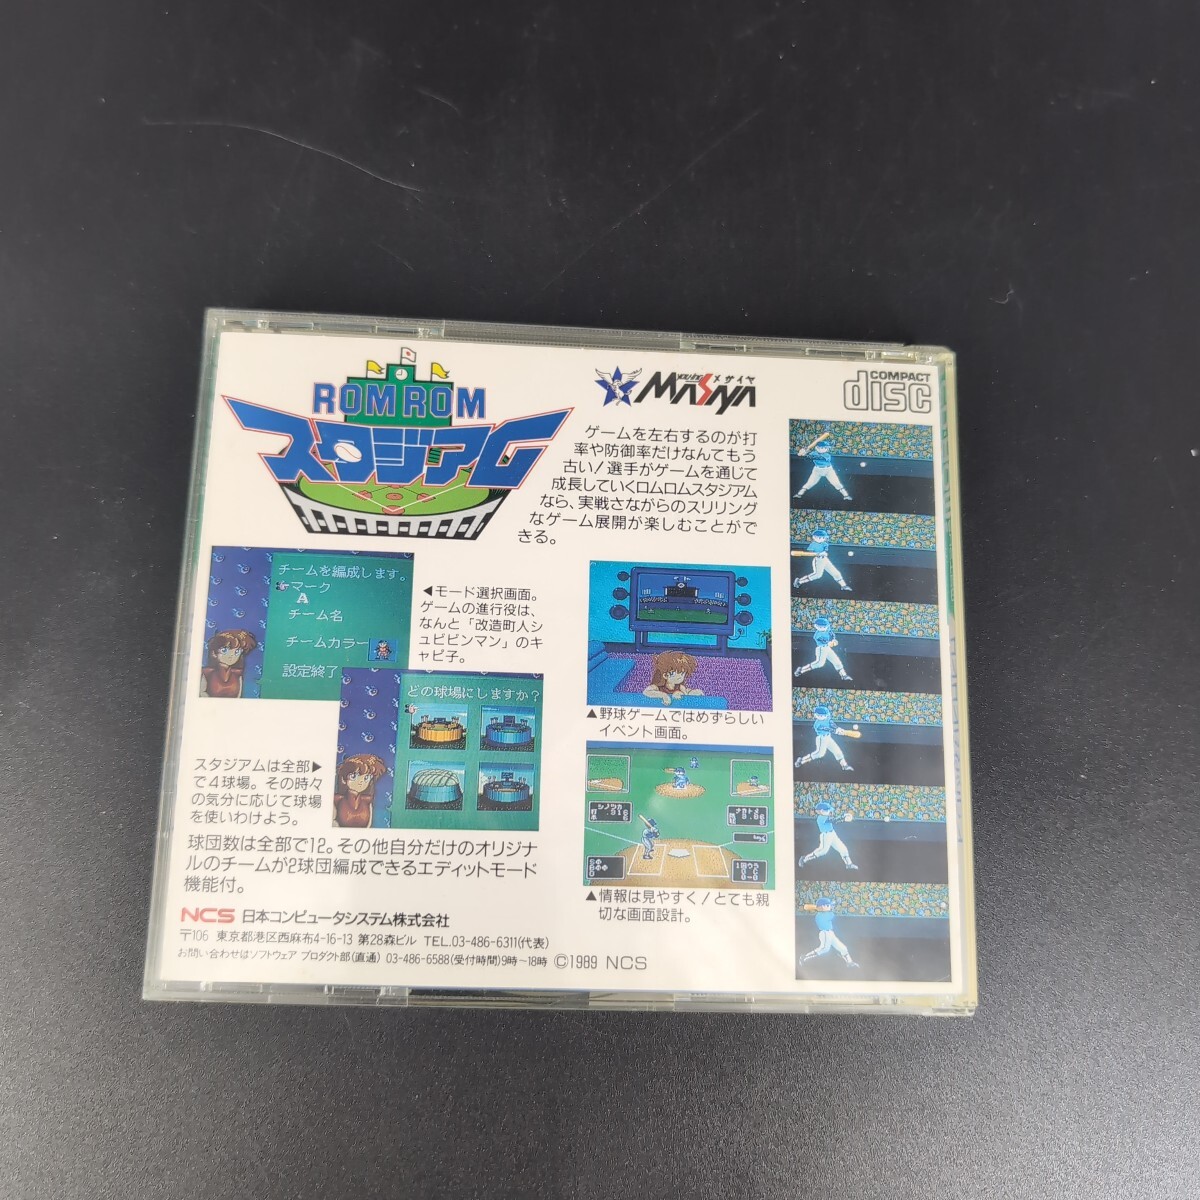 ROMROM
スタジアム
MASAYA メサイヤ
COMPACT
disc
ゲームを左右するのが打
率や防御率だけなんてもう
古い!選手がゲームを通じて
成長していくロムロムスタジアム
なら、実戦さながらのスリリング
なゲーム展開が楽しむことがで
きる。
チームを編成します。
マーク
A
チーム名
チームカラー
設定終了
◀モード選択画面。
ゲームの進行役は、
なんと「改造町人シ
ュビビンマン」のキ
ャピ子。
どの球場にしますか?
スタジアムは全部▶
で4球場。その時々
の気分に応じて球場
を使いわけよう。
▲野球ゲームではめずらしい
イベント画面。
▲情報は見やすく!とても親
切な画面設計。
球団数は全部で12。その他自分だけのオリジナ
ルのチームが2球団編成できるエディットモード
機能付。
NCS 日本コンピュータシステム株式会社
〒106 東京都港区西麻布4-16-13 第28森ビル TEL.03-486-6311(代表)
お問い合わせはソフトウェア プロダクト部(直通) 03-486-6588(受付時間)9時~18時 ©1989 NCS